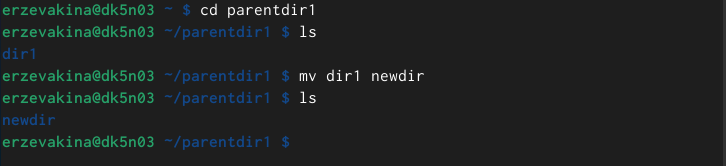 erzevakina@dk5n03 ~ $ cd parentdir1
erzevakina@dk5n03 ~/parentdir1 $ ls
dir1
erzevakina@dk5n03 ~/parentdir1 $ mv dir1 newdir
erzevakina@dk5n03 ~/parentdir1 $ ls
newdir
erzevakina@dk5n03 ~/parentdir1 $